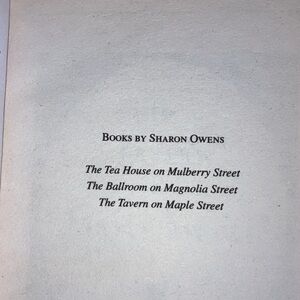 BOOKS BY SHARON OWENS
The Tea House on Mulberry Street
The Ballroom on Magnolia Street
The Tavern on Maple Street